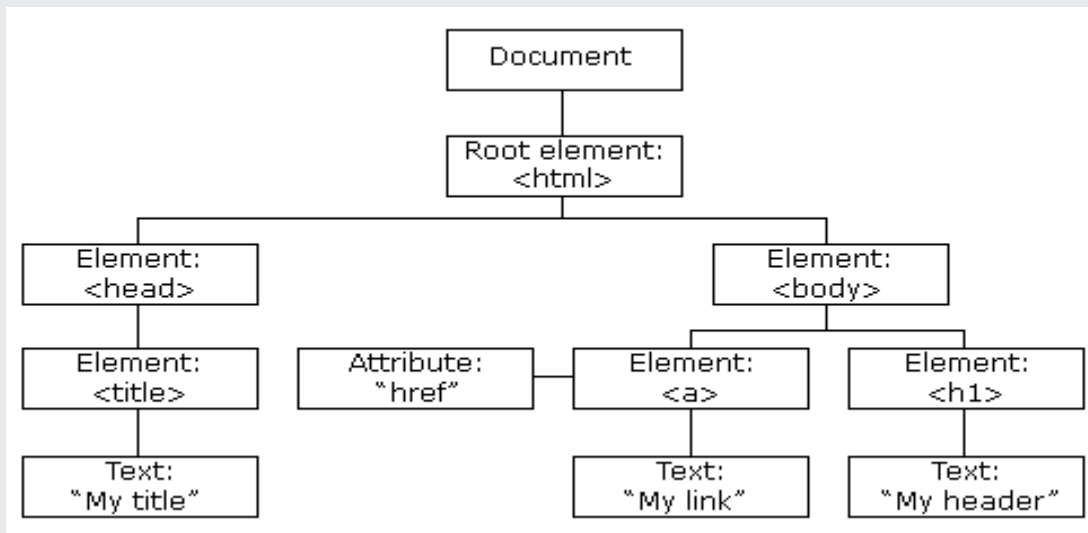 Document
Root element:
<html>
Element:
<head>
Element:
<body>
Element:
<title>
Attribute:
“href”
Element:
<a>
Element:
<h1>
Text:
“My title”
Text:
“My link”
Text:
“My header”